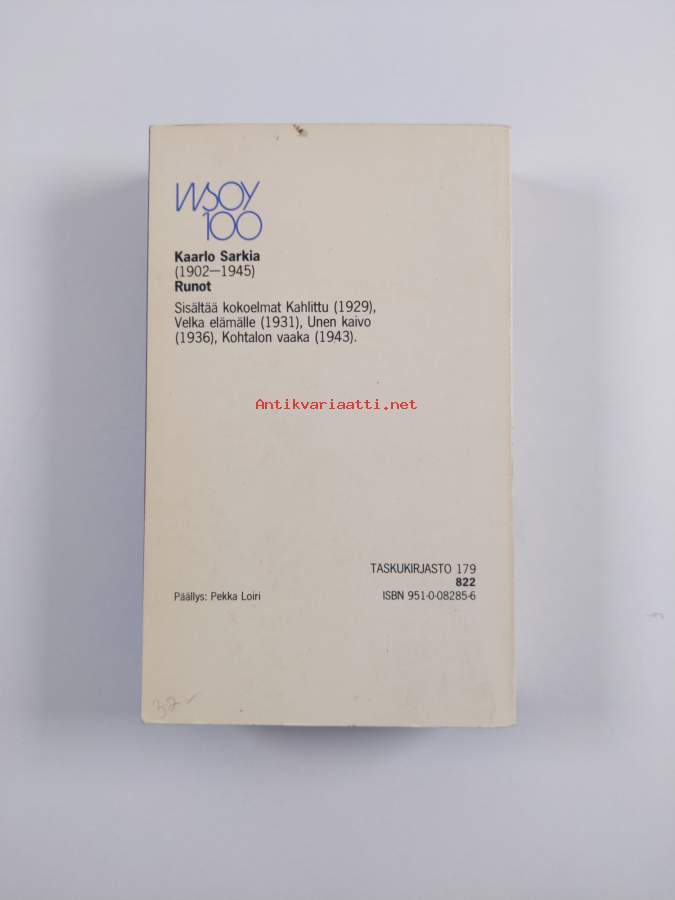 WSOY
100
Kaarlo Sarkia
(1902—1945)
Runot
Sisältää kokoelmat Kahlittu (1929),
Velka elämälle (1931), Unen kaivo
(1936), Kohtalon vaaka (1943).
Antikvariaatti.net
TASKUKIRJASTO 179
822
Päällys: Pekka Loiri
ISBN 951-0-08285-6
32-